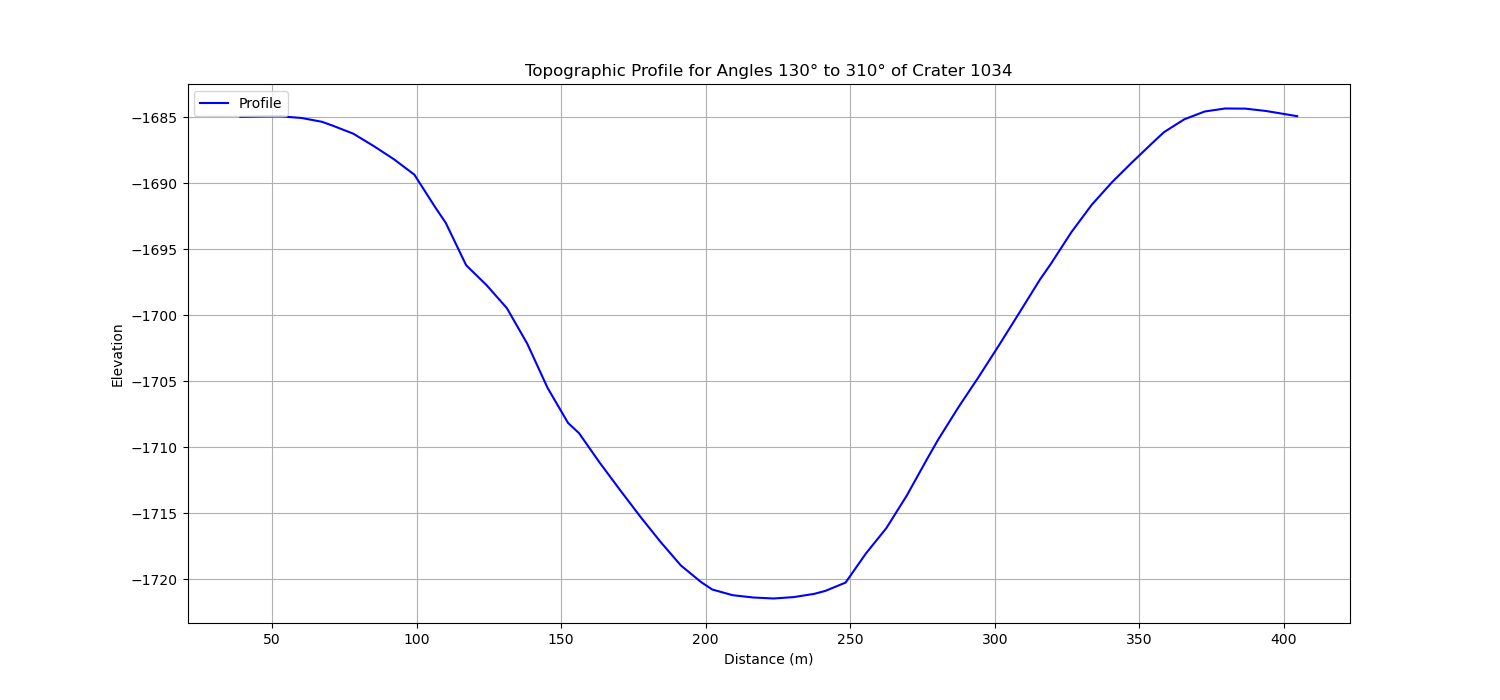 Topographic Profile for Angles 130° to 310° of Crater 1034
Profile
−1685
−1690
−1695
−1700
−1705
−1710
−1715
−1720
Elevation
50 100 150 200 250 300 350 400
Distance (m)